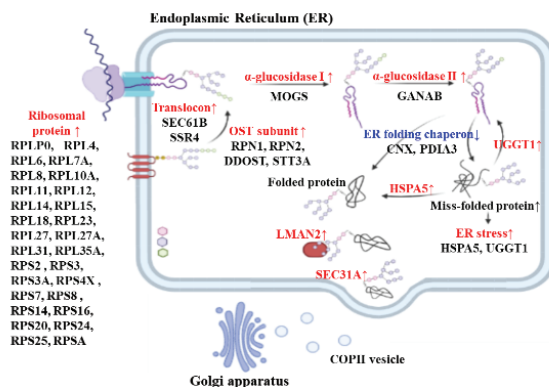 Endoplasmic Reticulum (ER)
Ribosomal
protein ↑
RPLP0, RPL4,
RPL6, RPL7A,
RPL8, RPL10A,
RPL11, RPL12,
RPL14, RPL15,
RPL18, RPL23,
RPL27, RPL27A,
RPL31, RPL35A,
RPS2 , RPS3,
RPS3A, RPS4X ,
RPS7, RPS8 ,
RPS14, RPS16,
RPS20, RPS24,
RPS25, RPSA
Translocon↑
SEC61B
SSR4
OST subunit ↑
RPN1, RPN2,
DDOST, STT3A
α-glucosidase I ↑
MOGS
α-glucosidase II ↑
GANAB
ER folding chaperon↓
CNX, PDIA3
UGGT1↑
Folded protein
HSPA5↑
Miss-folded protein↑
ER stress↑
HSPA5, UGGT1
LMAN2↑
SEC31A↑
COPII vesicle
Golgi apparatus